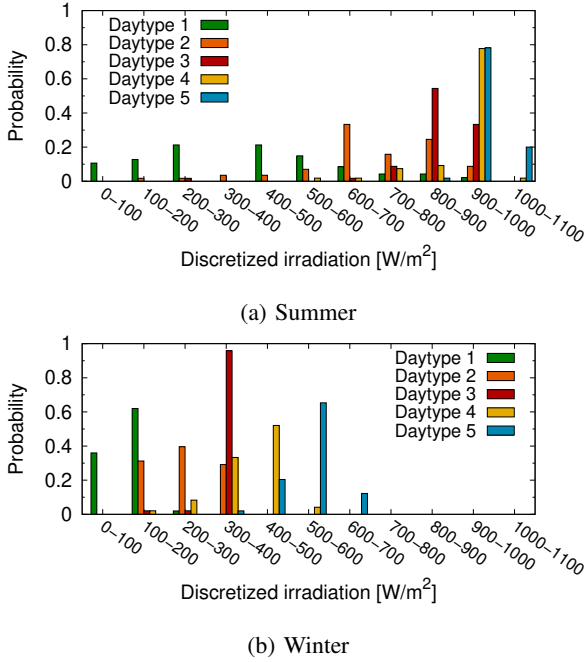 1
0.8
0.6
0.4
0.2
0
Probability
Daytype 1
Daytype 2
Daytype 3
Daytype 4
Daytype 5
0−100
100−200
200−300
300−400
400−500
500−600
600−700
700−800
800−900
900−1000
1000−1100
Discretized irradiation [W/m²]
(a) Summer
1
0.8
0.6
0.4
0.2
0
Probability
Daytype 1
Daytype 2
Daytype 3
Daytype 4
Daytype 5
0−100
100−200
200−300
300−400
400−500
500−600
600−700
700−800
800−900
900−1000
1000−1100
Discretized irradiation [W/m²]
(b) Winter